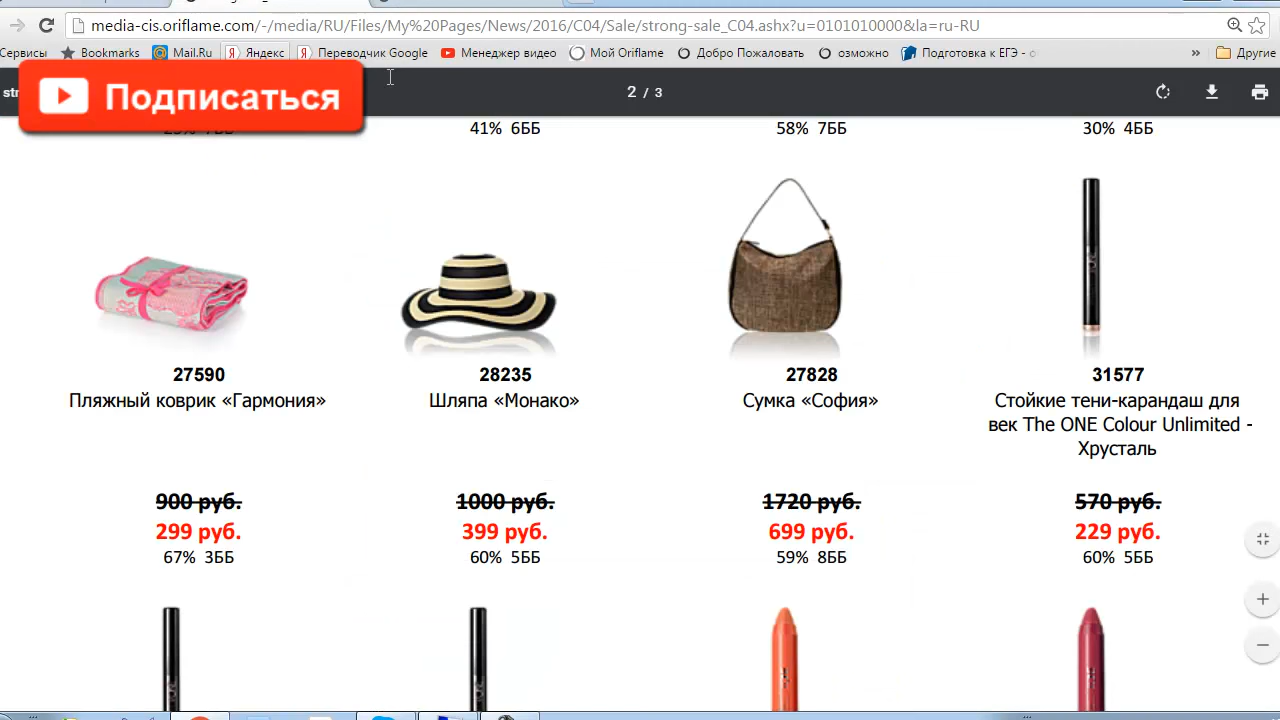 media-cis.oriflame.com/-/media/RU/Files/My%20Pages/News/2016/C04/Sale/strong-sale_C04.ashx?u=0101010000&la=ru-RU
Сервисы Bookmarks Mail.Ru Яндекс Переводчик Google Менеджер видео Мой Oriflame Добро Пожаловать озможно Подготовка к ЕГЭ - » Другие
Подписаться
2 / 3
41% 6ББ 58% 7ББ 30% 4ББ
27590 28235 27828 31577
Пляжный коврик «Гармония» Шляпа «Монако» Сумка «София» Стойкие тени-карандаш для
век The ONE Colour Unlimited -
Хрусталь
900 руб. 1000 руб. 1720 руб. 570 руб.
299 руб. 399 руб. 699 руб. 229 руб.
67% 3ББ 60% 5ББ 59% 8ББ 60% 5ББ